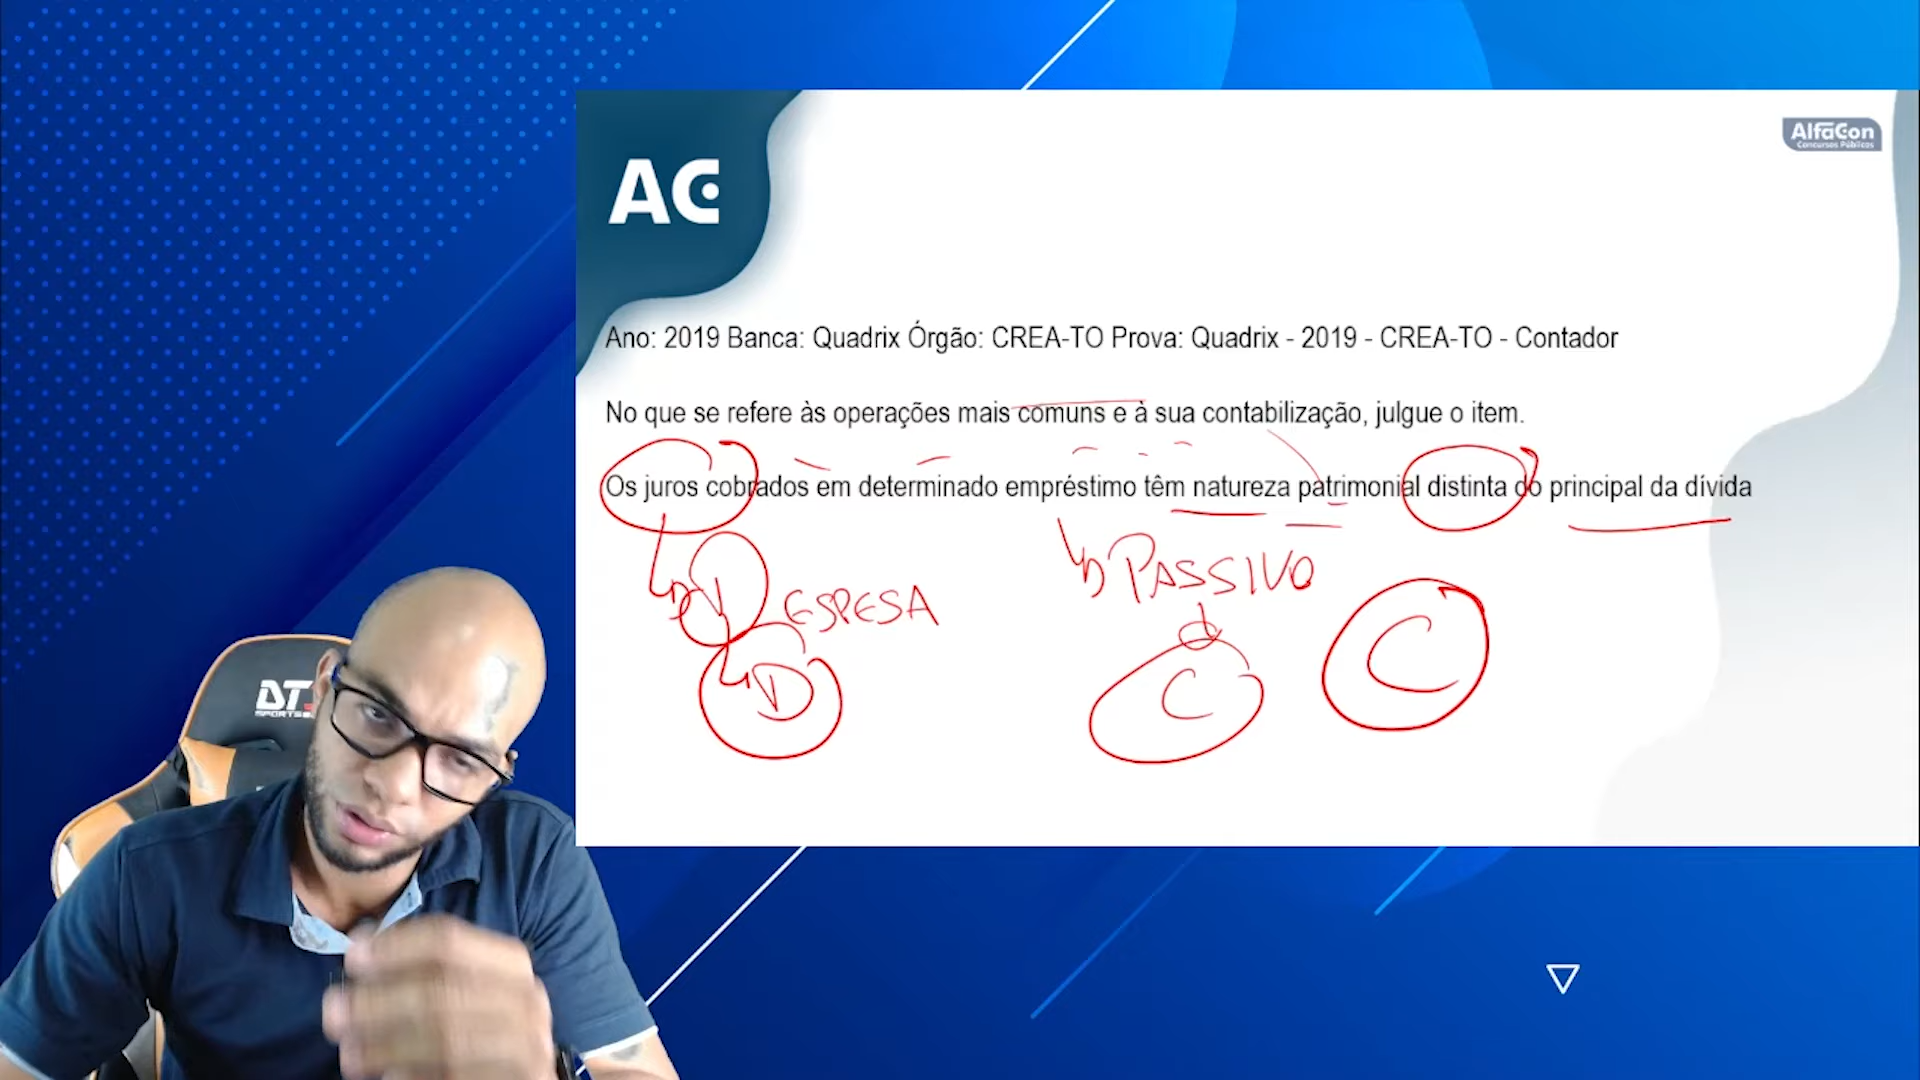 AlfaCon
Concursos Públicos
AC
Ano: 2019 Banca: Quadrix Órgão: CREA-TO Prova: Quadrix - 2019 - CREA-TO - Contador
No que se refere às operações mais comuns e à sua contabilização, julgue o item.
Os juros cobrados em determinado empréstimo têm natureza patrimonial distinta do principal da dívida
PASSIVO
DESPESA
D
C
C
DT
SPORTS